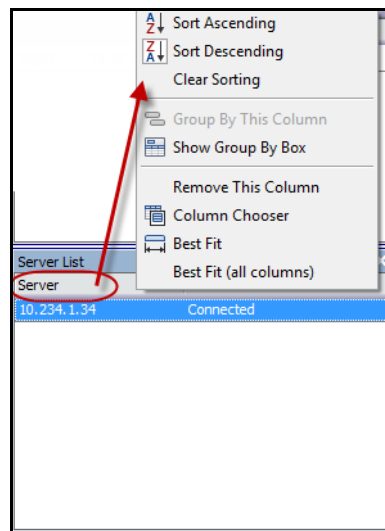 Sort Ascending
Sort Descending
Clear Sorting
Group By This Column
Show Group By Box
Remove This Column
Column Chooser
Best Fit
Best Fit (all columns)
Server List
Server
10.234.1.34 Connected